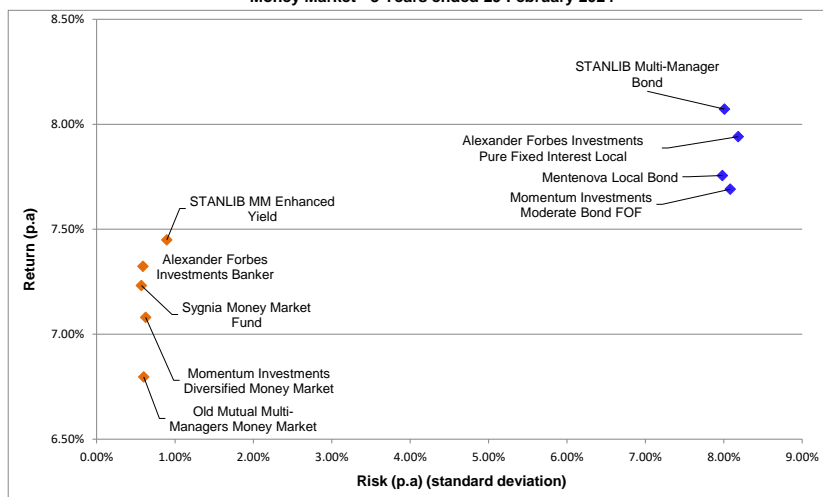 8.50%
8.00%
7.50%
7.00%
6.50%
Return (p.a)
STANLIB Multi-Manager
Bond
Alexander Forbes Investments
Pure Fixed Interest Local
Mentenova Local Bond
Momentum Investments
Moderate Bond FOF
STANLIB MM Enhanced
Yield
Alexander Forbes
Investments Banker
Sygnia Money Market
Fund
Momentum Investments
Diversified Money Market
Old Mutual Multi-
Managers Money Market
0.00% 1.00% 2.00% 3.00% 4.00% 5.00% 6.00% 7.00% 8.00% 9.00%
Risk (p.a) (standard deviation)